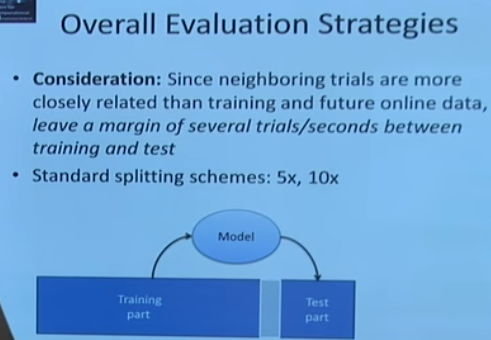 Overall Evaluation Strategies
• Consideration: Since neighboring trials are more
closely related than training and future online data,
leave a margin of several trials/seconds between
training and test
• Standard splitting schemes: 5x, 10x
Model
Training
part
Test
part